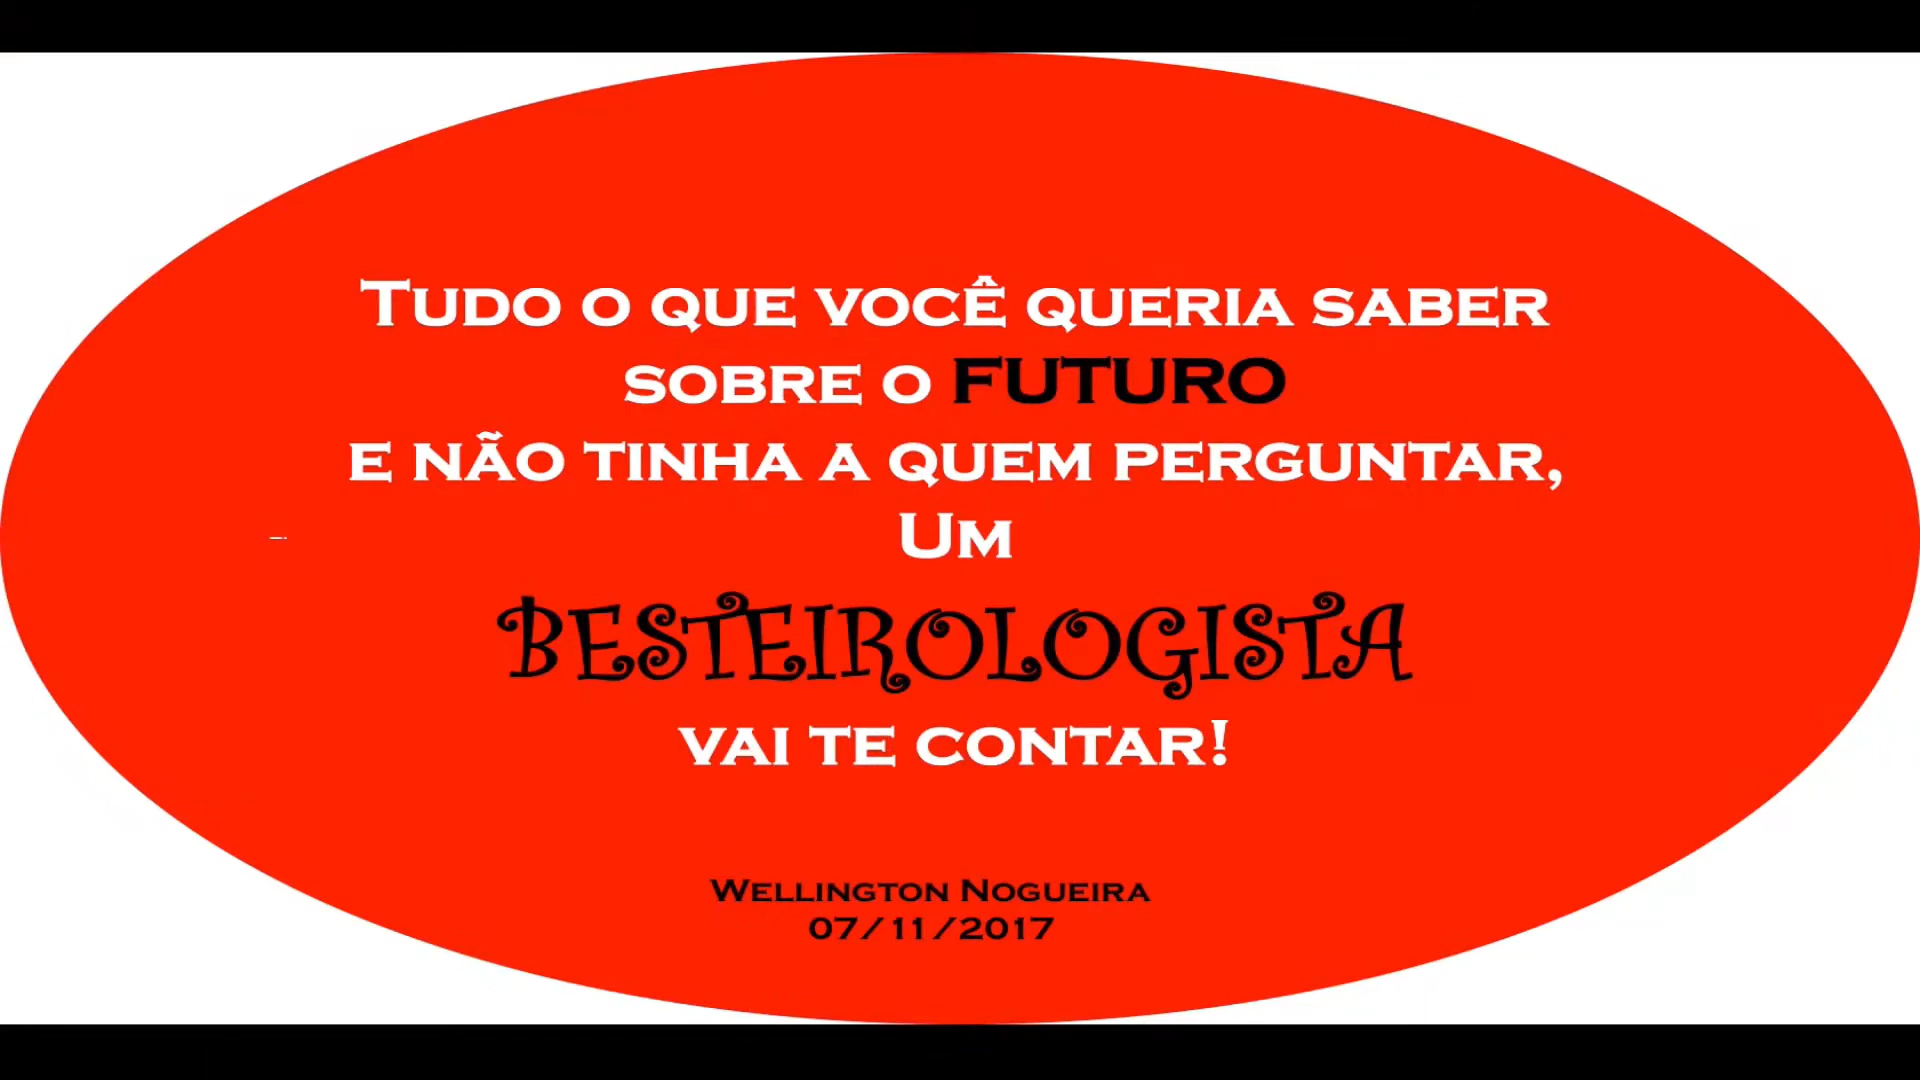 Tudo o que você queria saber
sobre o FUTURO
e não tinha a quem perguntar,
Um
BESTEIROLOGISTA
vai te contar!
Wellington Nogueira
07/11/2017